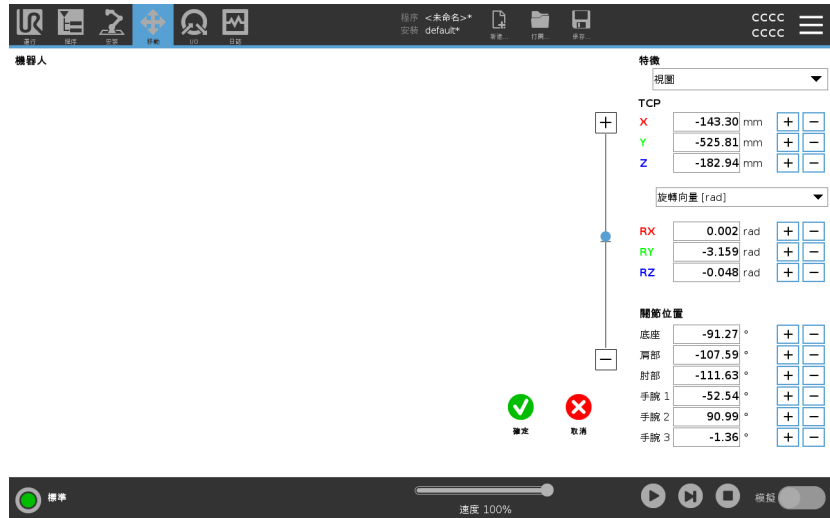 UR
程序 <未命名>*
安裝 default*
運行 程序 安裝 移動 I/O 日誌
新建... 打開... 保存...
cccc
cccc
機器人
特徵
視圖
TCP
X -143.30 mm + −
Y -525.81 mm + −
Z -182.94 mm + −
旋轉向量 [rad]
RX 0.002 rad + −
RY -3.159 rad + −
RZ -0.048 rad + −
關節位置
底座 -91.27 ° + −
肩部 -107.59 ° + −
肘部 -111.63 ° + −
手腕 1 -52.54 ° + −
手腕 2 90.99 ° + −
手腕 3 -1.36 ° + −
確定 取消
標準
速度 100%
模擬